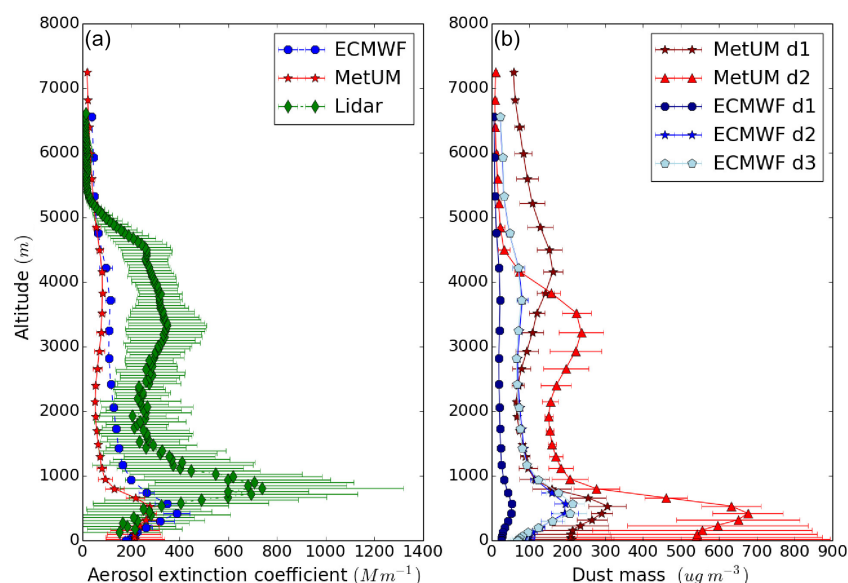 (a)
ECMWF
MetUM
Lidar
8000
7000
6000
5000
4000
3000
2000
1000
0
Altitude (m)
0 200 400 600 800 1000 1200 1400
Aerosol extinction coefficient (Mm⁻¹)
(b)
MetUM d1
MetUM d2
ECMWF d1
ECMWF d2
ECMWF d3
8000
7000
6000
5000
4000
3000
2000
1000
0
0 100 200 300 400 500 600 700 800 900
Dust mass (ug m⁻³)